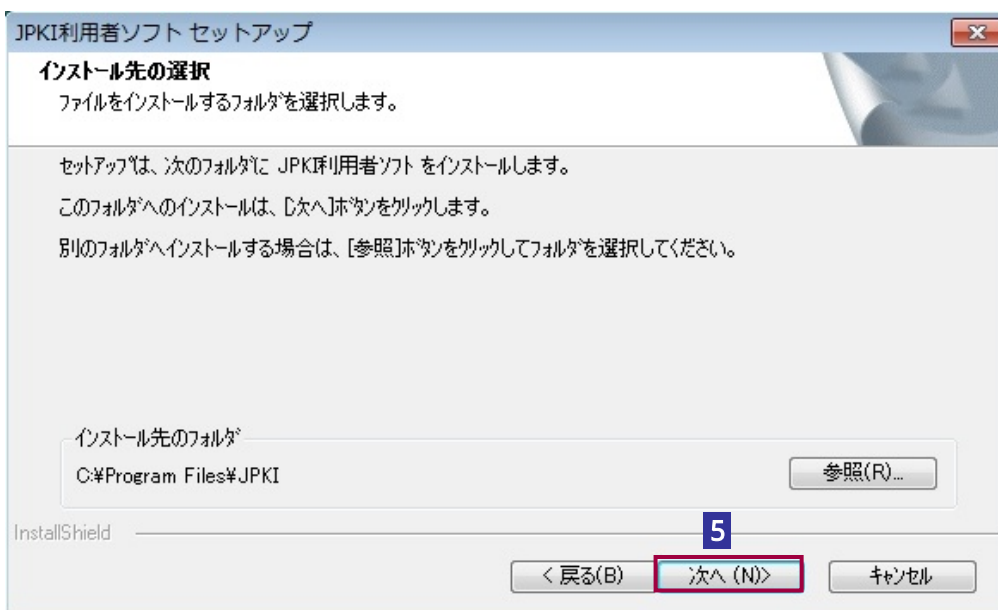 JPKI利用者ソフト セットアップ
インストール先の選択
ファイルをインストールするフォルダを選択します。
セットアップは、次のフォルダに JPKI利用者ソフト をインストールします。
このフォルダへのインストールは、[次へ]ボタンをクリックします。
別のフォルダへインストールする場合は、[参照]ボタンをクリックしてフォルダを選択してください。
インストール先のフォルダ
C:¥Program Files¥JPKI
参照(R)...
InstallShield
5
< 戻る(B)
次へ (N)>
キャンセル